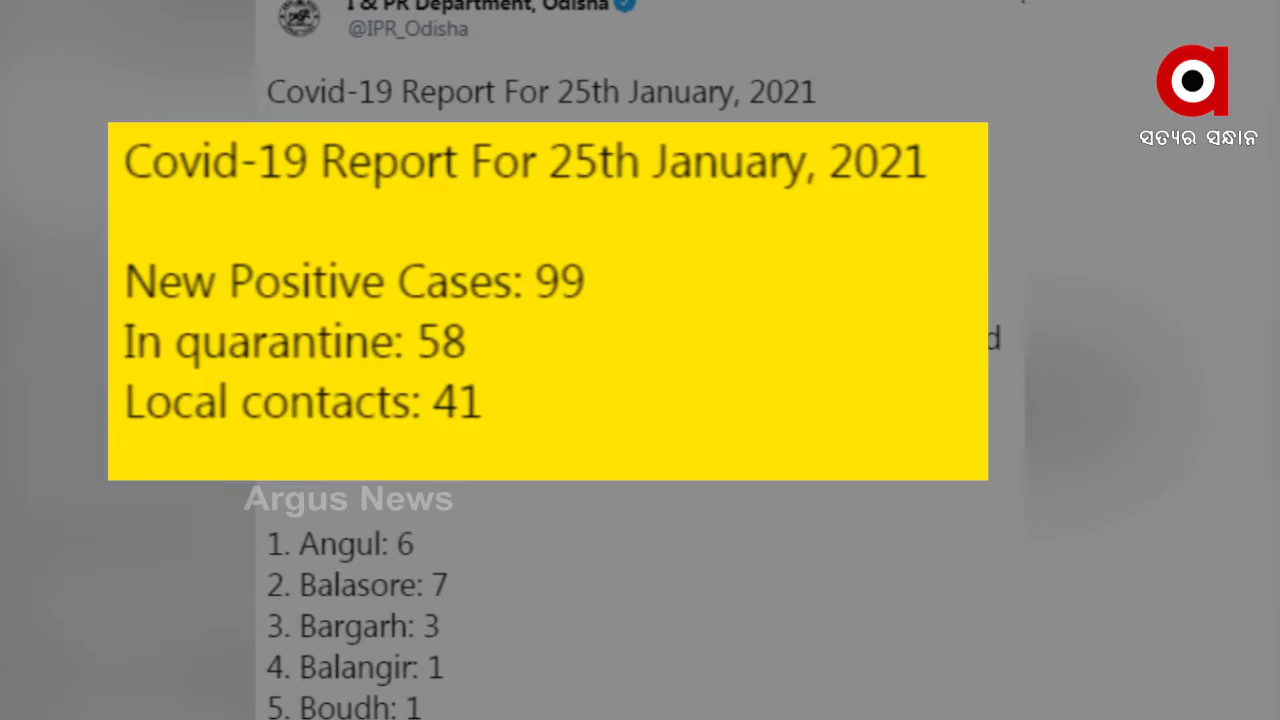 I & PR Department, Odisha
@IPR_Odisha
Covid-19 Report For 25th January, 2021
ସତ୍ୟର ସନ୍ଧାନ
Covid-19 Report For 25th January, 2021
New Positive Cases: 99
In quarantine: 58
Local contacts: 41
d
Argus News
1. Angul: 6
2. Balasore: 7
3. Bargarh: 3
4. Balangir: 1
5. Boudh: 1